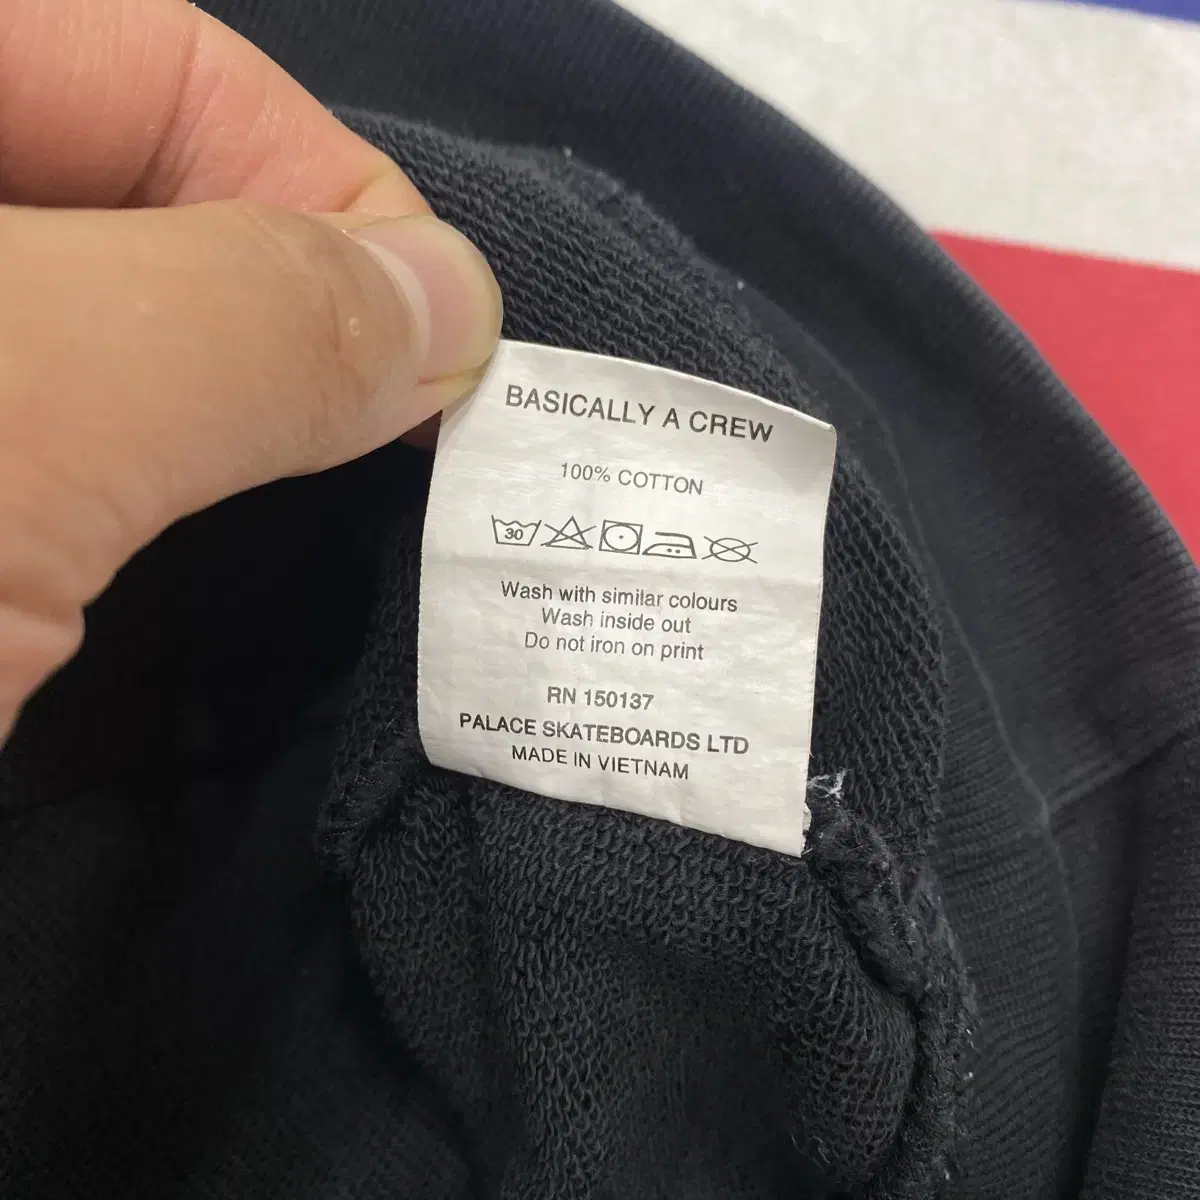 BASICALLY A CREW
100% COTTON
30
Wash with similar colours
Wash inside out
Do not iron on print
RN 150137
PALACE SKATEBOARDS LTD
MADE IN VIETNAM